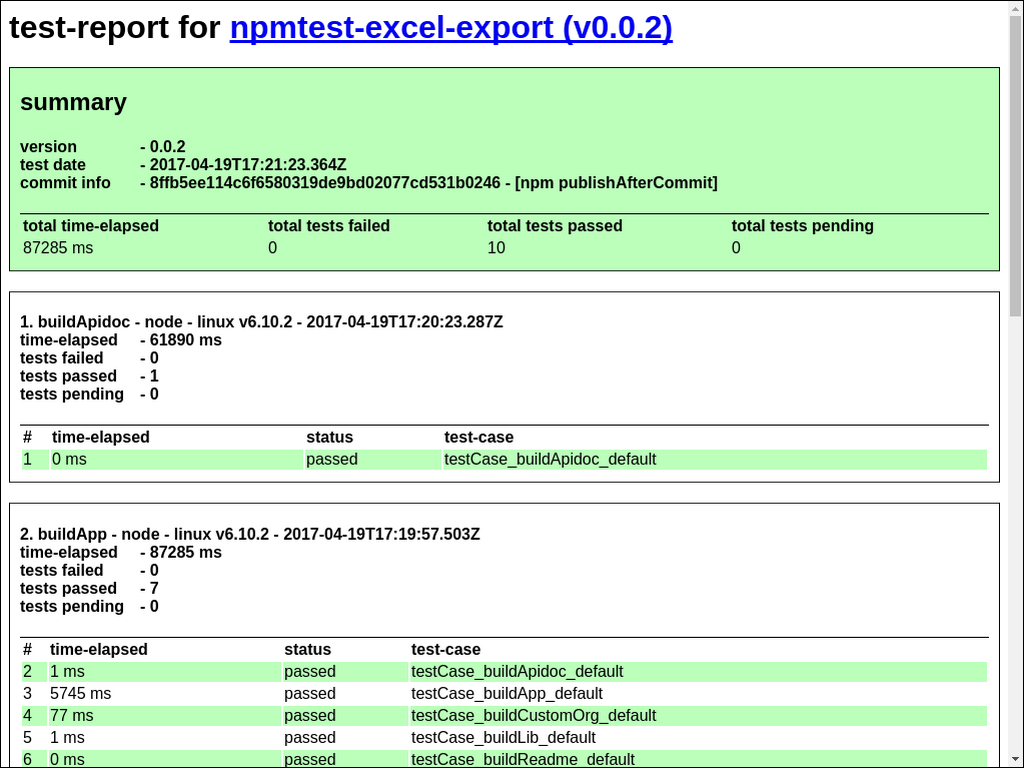 test-report for npmtest-excel-export (v0.0.2)
summary
version - 0.0.2
test date - 2017-04-19T17:21:23.364Z
commit info - 8ffb5ee114c6f6580319de9bd02077cd531b0246 - [npm publishAfterCommit]
total time-elapsed total tests failed total tests passed total tests pending
87285 ms 0 10 0
1. buildApidoc - node - linux v6.10.2 - 2017-04-19T17:20:23.287Z
time-elapsed - 61890 ms
tests failed - 0
tests passed - 1
tests pending - 0
# time-elapsed status test-case
1 0 ms passed testCase_buildApidoc_default
2. buildApp - node - linux v6.10.2 - 2017-04-19T17:19:57.503Z
time-elapsed - 87285 ms
tests failed - 0
tests passed - 7
tests pending - 0
# time-elapsed status test-case
2 1 ms passed testCase_buildApidoc_default
3 5745 ms passed testCase_buildApp_default
4 77 ms passed testCase_buildCustomOrg_default
5 1 ms passed testCase_buildLib_default
6 0 ms passed testCase_buildReadme_default